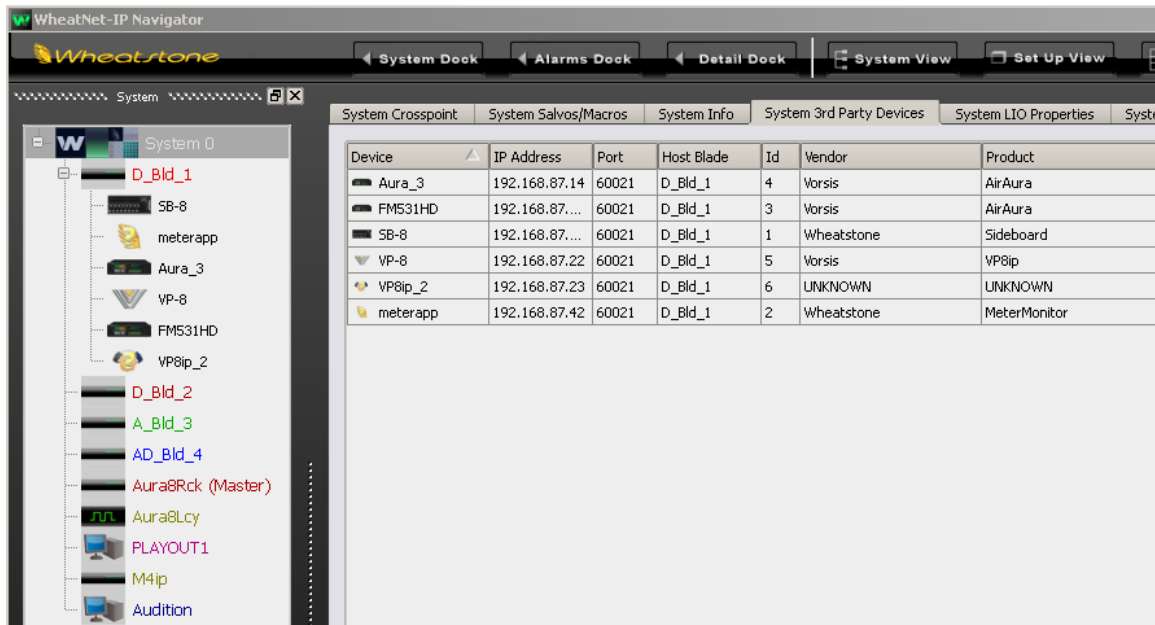 WheatNet-IP Navigator
Wheatstone
System Dock Alarms Dock Detail Dock System View Set Up View
System
System Crosspoint System Salvos/Macros System Info System 3rd Party Devices System LIO Properties Syste
System 0
D_Bld_1
SB-8
meterapp
Aura_3
VP-8
FM531HD
VP8ip_2
D_Bld_2
A_Bld_3
AD_Bld_4
Aura8Rck (Master)
Aura8Lcy
PLAYOUT1
M4ip
Audition
Device IP Address Port Host Blade Id Vendor Product
Aura_3 192.168.87.14 60021 D_Bld_1 4 Vorsis AirAura
FM531HD 192.168.87.... 60021 D_Bld_1 3 Vorsis AirAura
SB-8 192.168.87.... 60021 D_Bld_1 1 Wheatstone Sideboard
VP-8 192.168.87.22 60021 D_Bld_1 5 Vorsis VP8ip
VP8ip_2 192.168.87.23 60021 D_Bld_1 6 UNKNOWN UNKNOWN
meterapp 192.168.87.42 60021 D_Bld_1 2 Wheatstone MeterMonitor